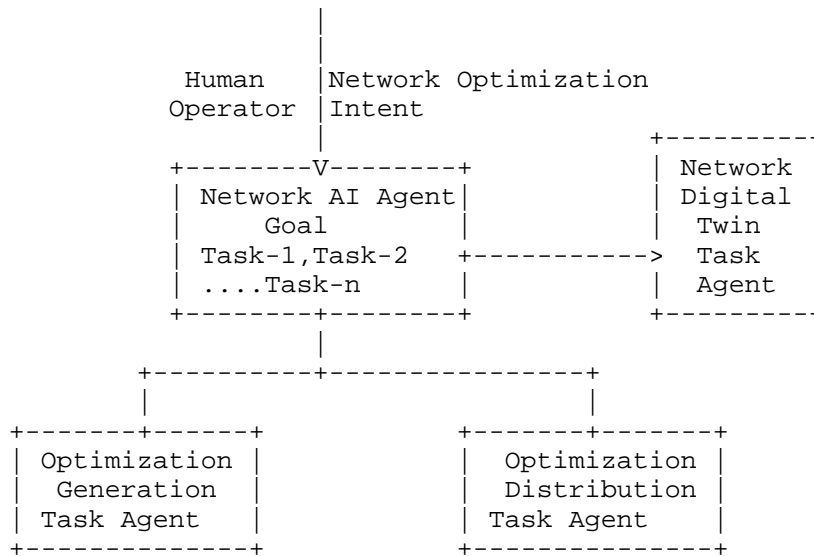 Human Network Optimization
Operator Intent
Network
Network AI Agent Digital
Goal Twin
Task-1,Task-2 Task
....Task-n Agent
Optimization Optimization
Generation Distribution
Task Agent Task Agent